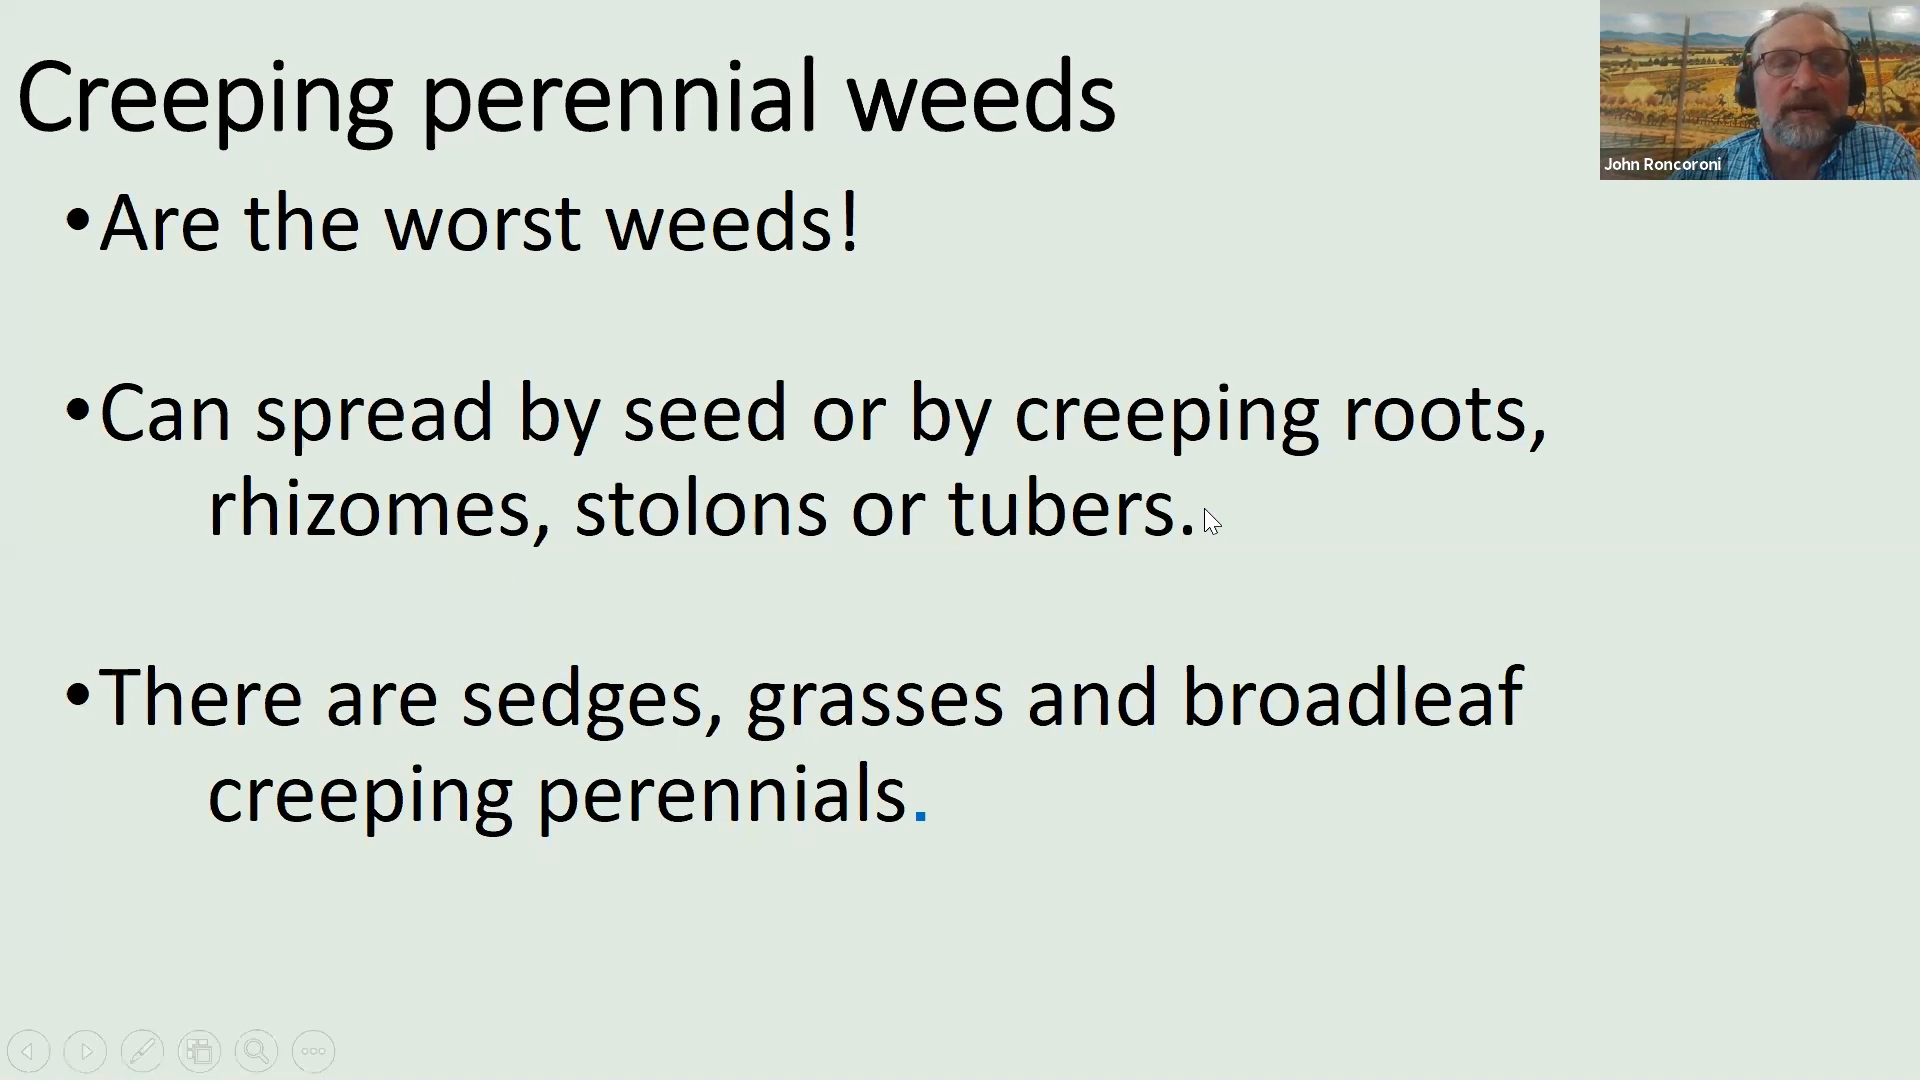 Creeping perennial weeds
John Roncoroni
•Are the worst weeds!
•Can spread by seed or by creeping roots,
rhizomes, stolons or tubers.
•There are sedges, grasses and broadleaf
creeping perennials.